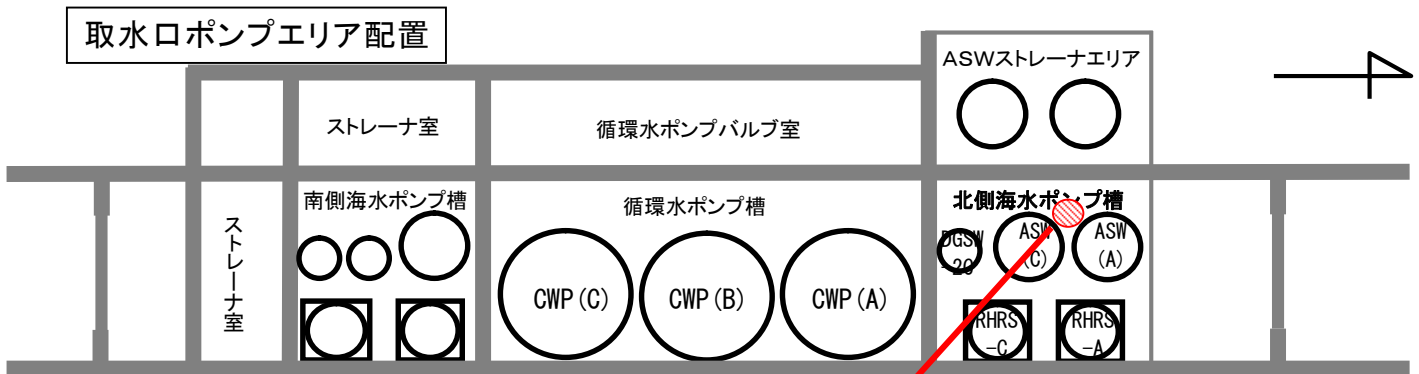 取水口ポンプエリア配置
ASWストレーナエリア
ストレーナ室
循環水ポンプバルブ室
南側海水ポンプ槽
循環水ポンプ槽
北側海水ポンプ槽
ストレーナ室
DGSW
-2C
ASW
(C)
ASW
(A)
CWP(C)
CWP(B)
CWP(A)
RHRS
-C
RHRS
-A